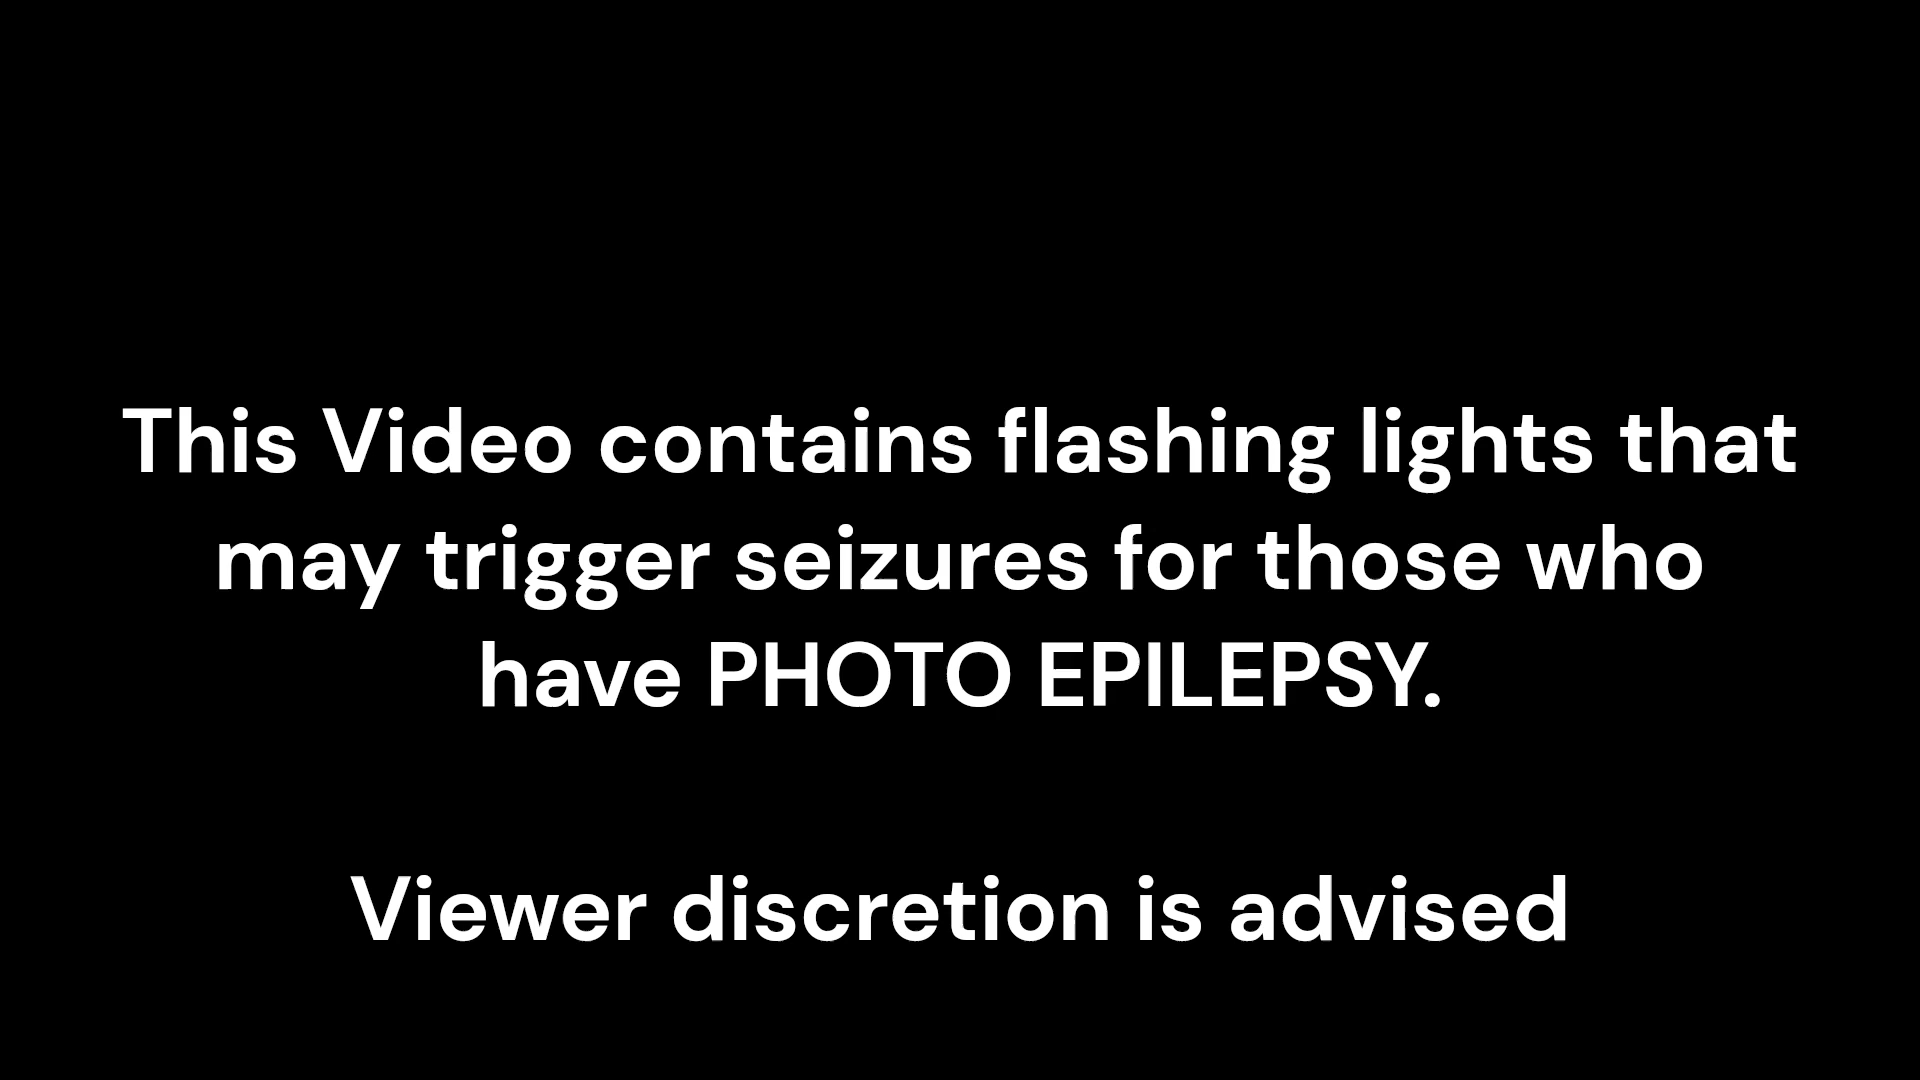 This Video contains flashing lights that
may trigger seizures for those who
have PHOTO EPILEPSY.
Viewer discretion is advised